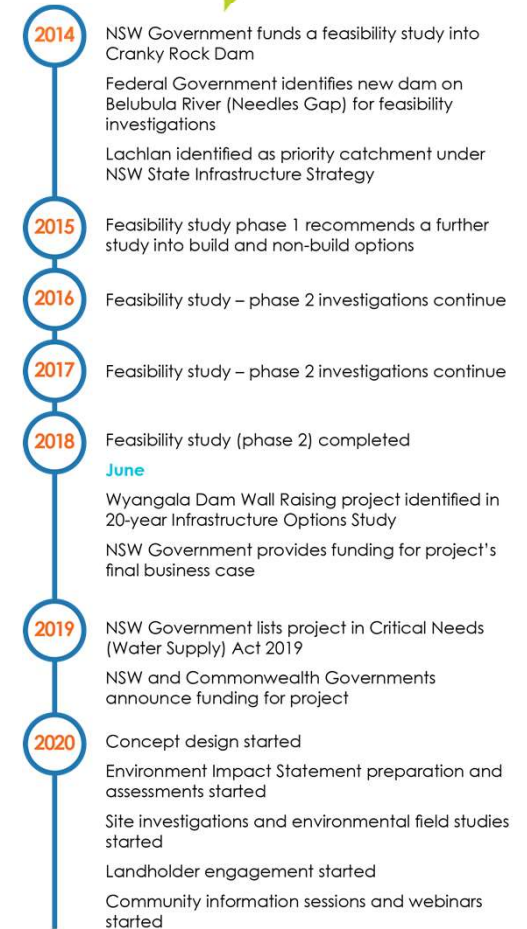 2014
NSW Government funds a feasibility study into
Cranky Rock Dam
Federal Government identifies new dam on
Belubula River (Needles Gap) for feasibility
investigations
Lachlan identified as priority catchment under
NSW State Infrastructure Strategy
2015
Feasibility study phase 1 recommends a further
study into build and non-build options
2016
Feasibility study – phase 2 investigations continue
2017
Feasibility study – phase 2 investigations continue
2018
Feasibility study (phase 2) completed
June
Wyangala Dam Wall Raising project identified in
20-year Infrastructure Options Study
NSW Government provides funding for project's
final business case
2019
NSW Government lists project in Critical Needs
(Water Supply) Act 2019
NSW and Commonwealth Governments
announce funding for project
2020
Concept design started
Environment Impact Statement preparation and
assessments started
Site investigations and environmental field studies
started
Landholder engagement started
Community information sessions and webinars
started